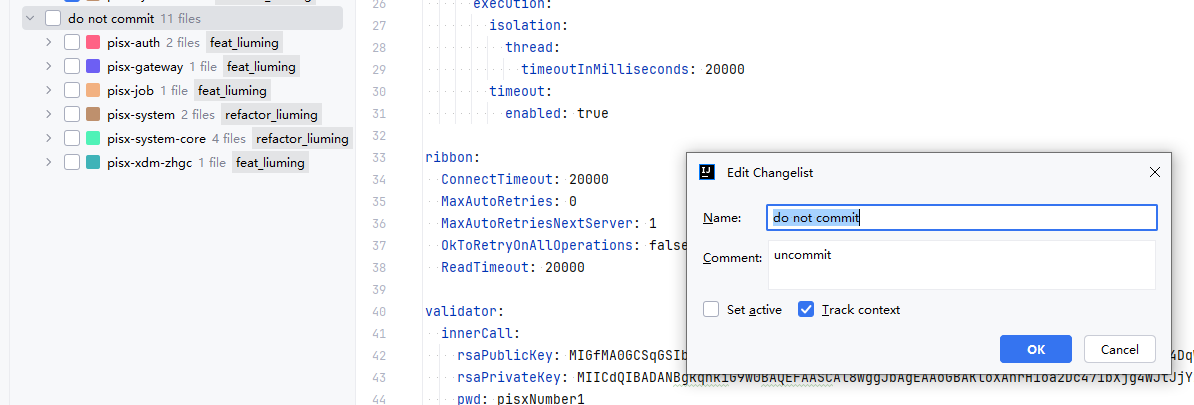 do not commit 11 files
pisx-auth 2 files feat_liuming
pisx-gateway 1 file feat_liuming
pisx-job 1 file feat_liuming
pisx-system 2 files refactor_liuming
pisx-system-core 4 files refactor_liuming
pisx-xdm-zhgc 1 file feat_liuming
26 execution:
27 isolation:
28 thread:
29 timeoutInMilliseconds: 20000
30 timeout:
31 enabled: true
32
33 ribbon:
34 ConnectTimeout: 20000
35 MaxAutoRetries: 0
36 MaxAutoRetriesNextServer: 1
37 OkToRetryOnAllOperations: false
38 ReadTimeout: 20000
39
40 validator:
41 innerCall:
42 rsaPublicKey:
43 rsaPrivateKey:
44 pwd: pisxNumber1
Edit Changelist
Name: do not commit
Comment: uncommit
Set active Track context
OK Cancel